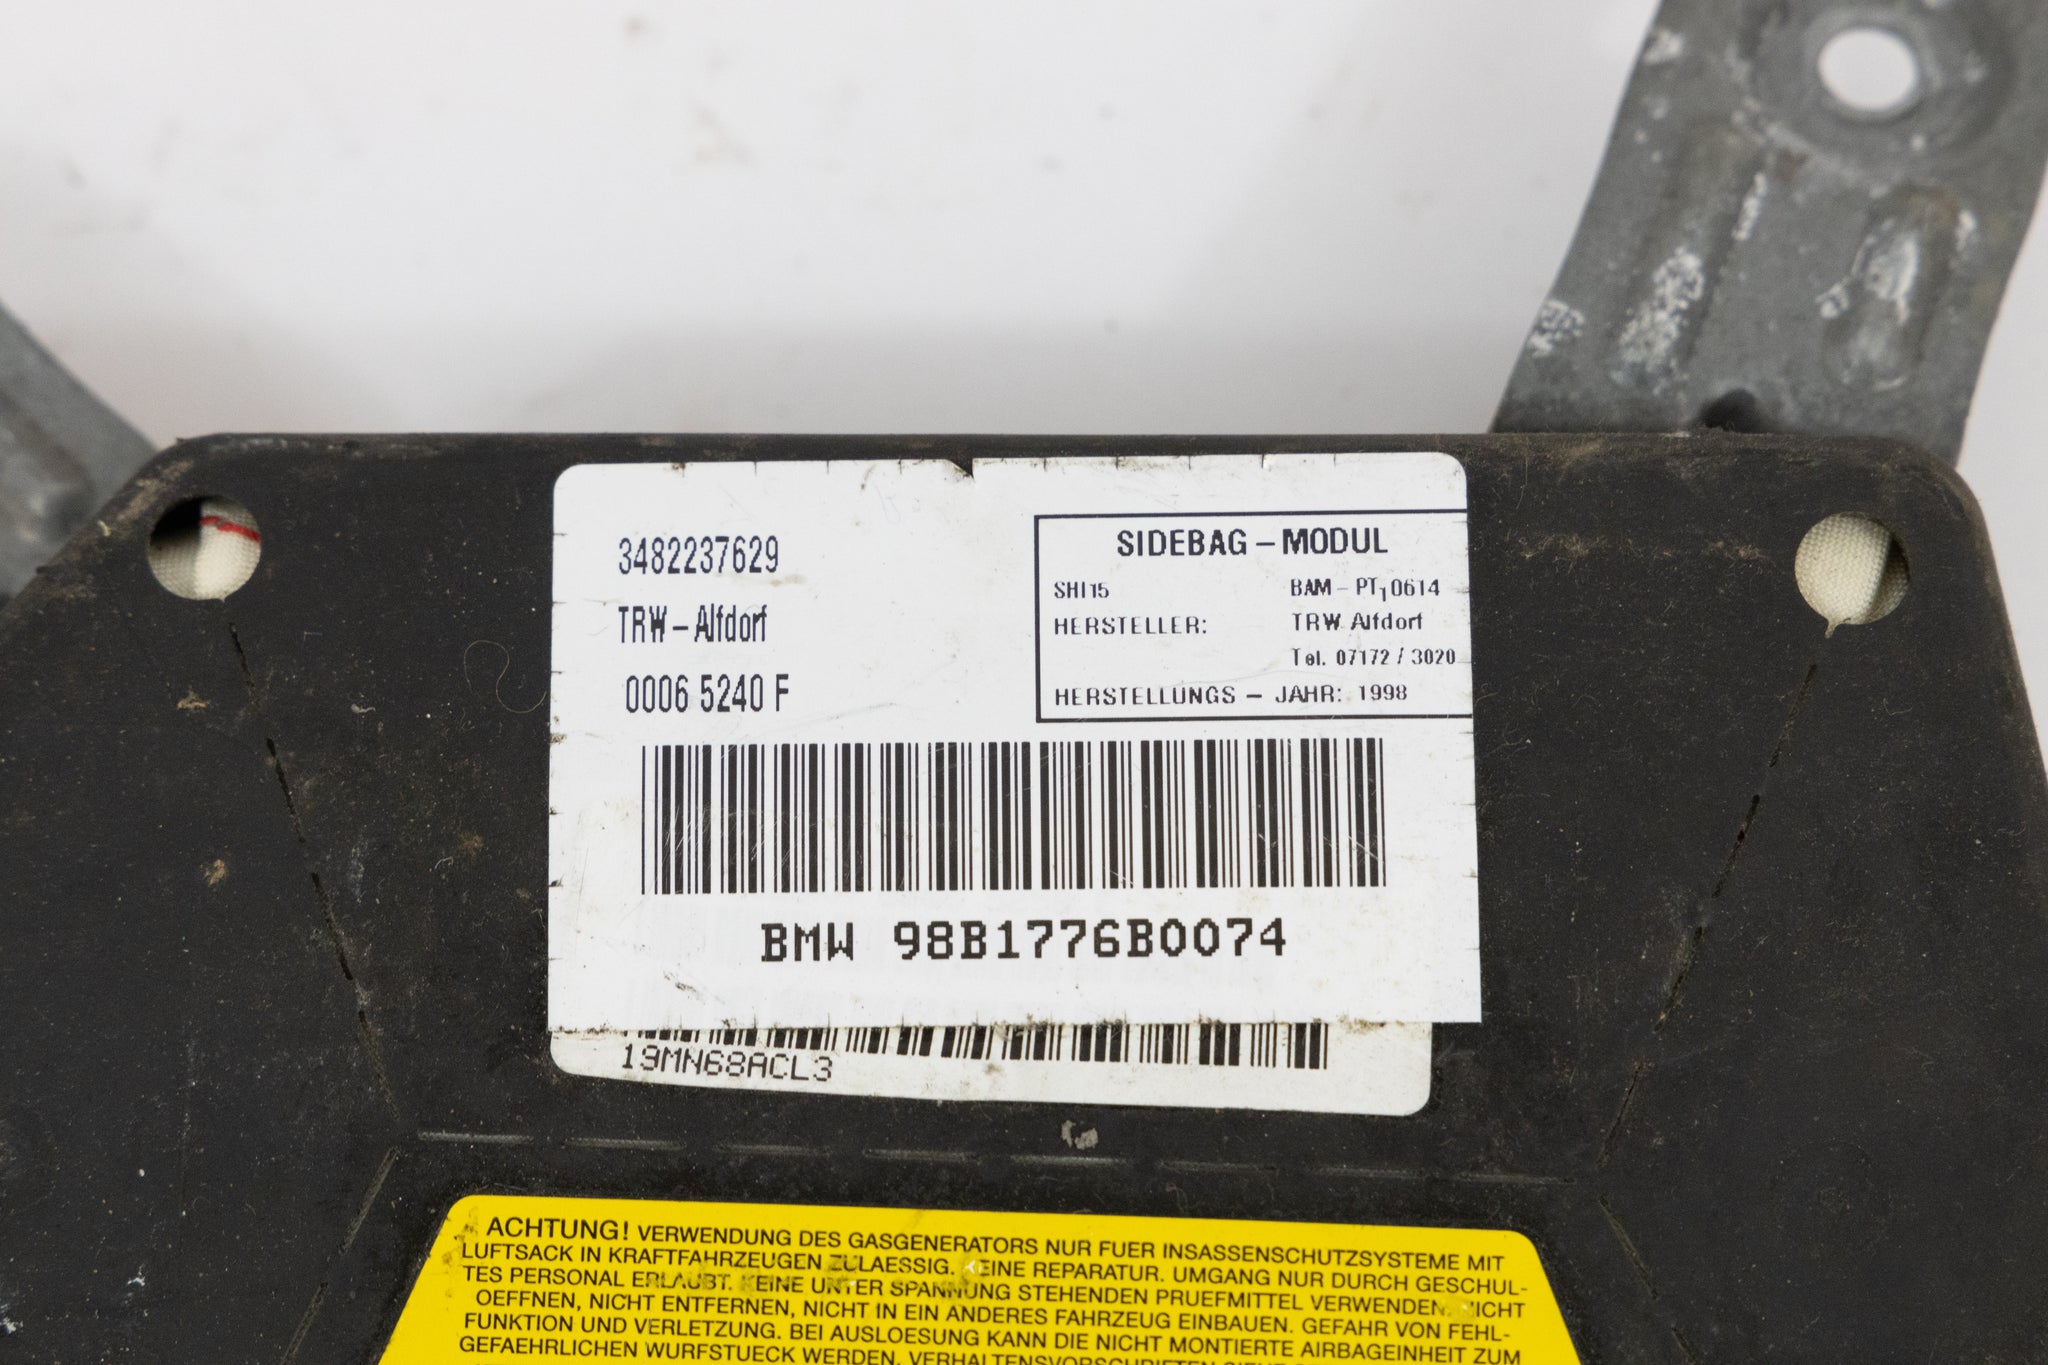 3482237629
TRW-Alfdorf
0006 5240 F
SIDEBAG-MODUL
SHI15 BAM-PT10614
HERSTELLER: TRW Alfdorf
Tel. 07172 / 3020
HERSTELLUNGS - JAHR: 1998
BMW 98B1776B0074
19MN68ACL3
ACHTUNG! VERWENDUNG DES GASGENERATORS NUR FUER INSASSENSCHUTZSYSTEME MIT
LUFTSACK IN KRAFTFAHRZEUGEN ZULAESSIG. KEINE REPARATUR. UMGANG NUR DURCH GESCHUL-
TES PERSONAL ERLAUBT. KEINE UNTER SPANNUNG STEHENDEN PRUEFMITTEL VERWENDEN. NICHT
OEFFNEN, NICHT ENTFERNEN, NICHT IN EIN ANDERES FAHRZEUG EINBAUEN. GEFAHR VON FEHL-
FUNKTION UND VERLETZUNG. BEI AUSLOESUNG KANN DIE NICHT MONTIERTE AIRBAGEINHEIT ZUM
GEFAEHRLICHEN WURFSTUECK WERDEN. VERHALTENSVORSCHRIFTEN